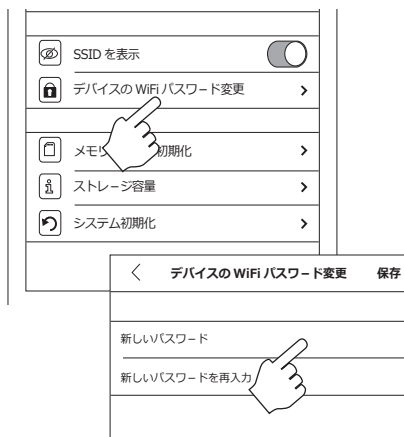 SSID を表示
デバイスの WiFi パスワード変更
メモリ 初期化
ストレージ容量
システム初期化
デバイスの WiFi パスワード変更 保存
新しいパスワード
新しいパスワードを再入力